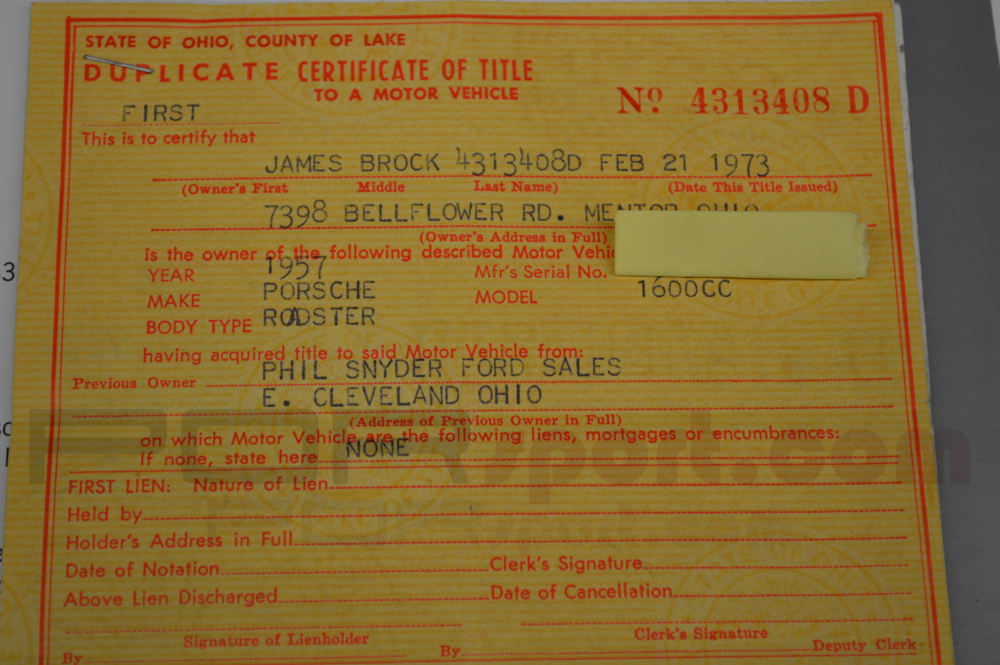 STATE OF OHIO, COUNTY OF LAKE
DUPLICATE CERTIFICATE OF TITLE
TO A MOTOR VEHICLE
Nº 4313408 D
FIRST
This is to certify that
JAMES BROCK 4313408D FEB 21 1973
(Owner's First Middle Last Name) (Date This Title Issued)
7398 BELLFLOWER RD. MENTOR OHIO
(Owner's Address in Full)
is the owner of the following described Motor Vehic
YEAR 1957 Mfr's Serial No.
MAKE PORSCHE MODEL 1600CC
BODY TYPE ROADSTER
having acquired title to said Motor Vehicle from:
PHIL SNYDER FORD SALES
Previous Owner
E. CLEVELAND OHIO
(Address of Previous Owner in Full)
on which Motor Vehicle are the following liens, mortgages or encumbrances:
If none, state here NONE
FIRST LIEN: Nature of Lien
Held by
Holder's Address in Full
Date of Notation Clerk's Signature
Above Lien Discharged Date of Cancellation
Signature of Lienholder Clerk's Signature
By By Deputy Clerk